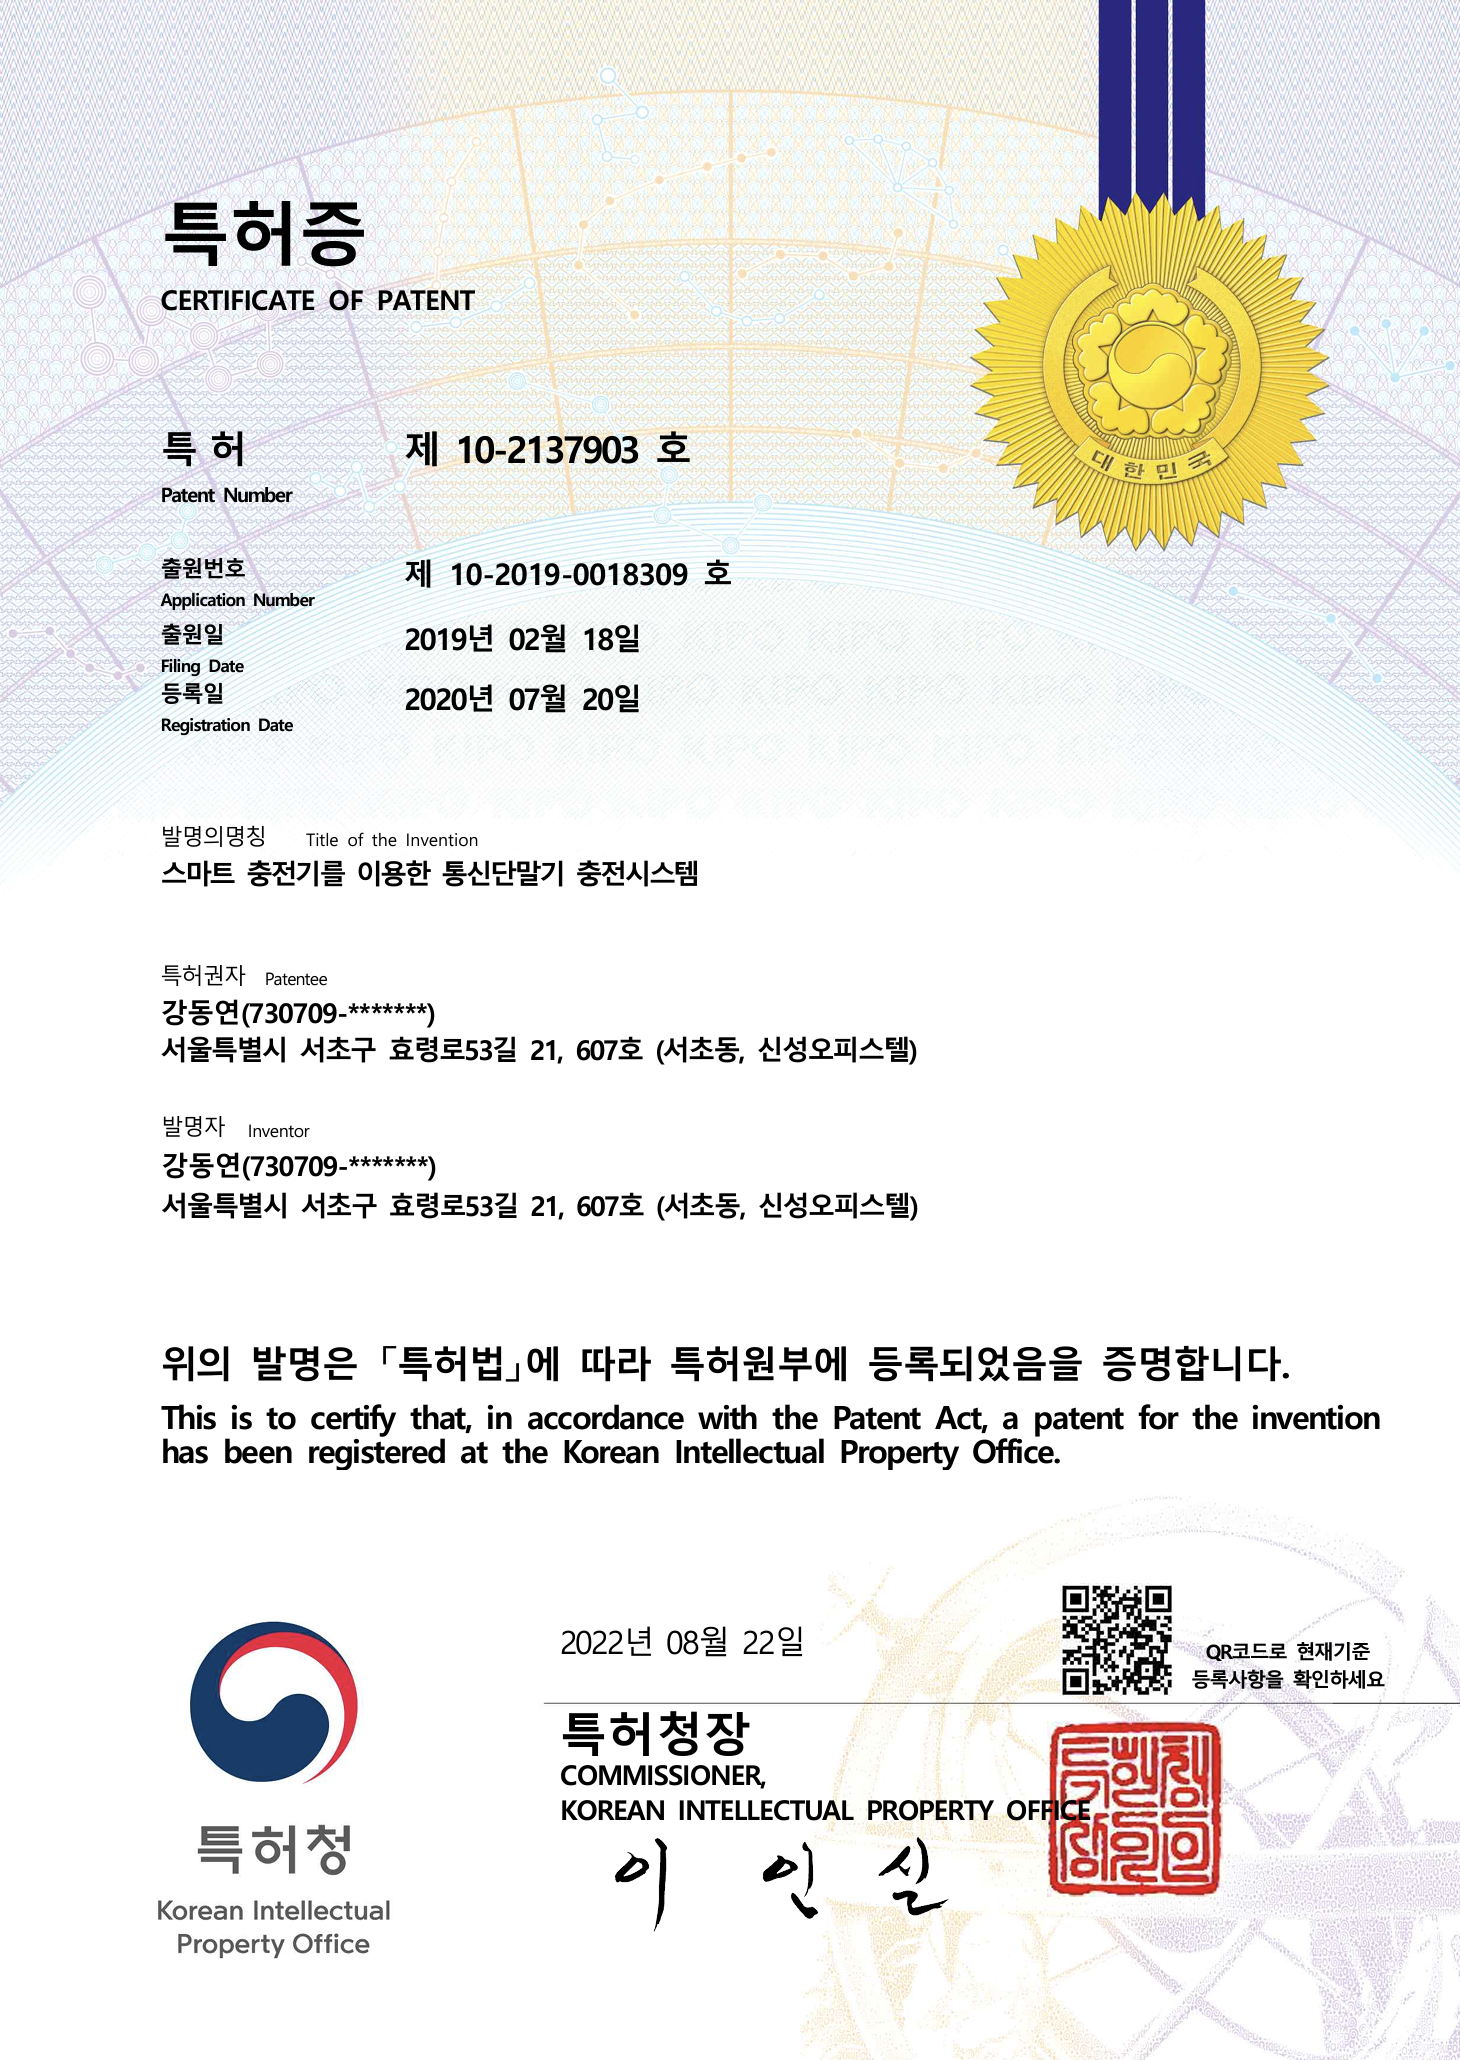 특허증
CERTIFICATE OF PATENT
대한민국
특 허
제 10-2137903 호
Patent Number
출원번호
제 10-2019-0018309 호
Application Number
출원일
2019년 02월 18일
Filing Date
등록일
2020년 07월 20일
Registration Date
발명의명칭 Title of the Invention
스마트 충전기를 이용한 통신단말기 충전시스템
특허권자 Patentee
강동연(730709-*******)
서울특별시 서초구 효령로53길 21, 607호 (서초동, 신성오피스텔)
발명자 Inventor
강동연(730709-*******)
서울특별시 서초구 효령로53길 21, 607호 (서초동, 신성오피스텔)
위의 발명은 「특허법」에 따라 특허원부에 등록되었음을 증명합니다.
This is to certify that, in accordance with the Patent Act, a patent for the invention
has been registered at the Korean Intellectual Property Office.
2022년 08월 22일
QR코드로 현재기준
등록사항을 확인하세요
특허청장
COMMISSIONER,
KOREAN INTELLECTUAL PROPERTY OFFICE
이 인 실
특허청장의인
특허청
Korean Intellectual
Property Office